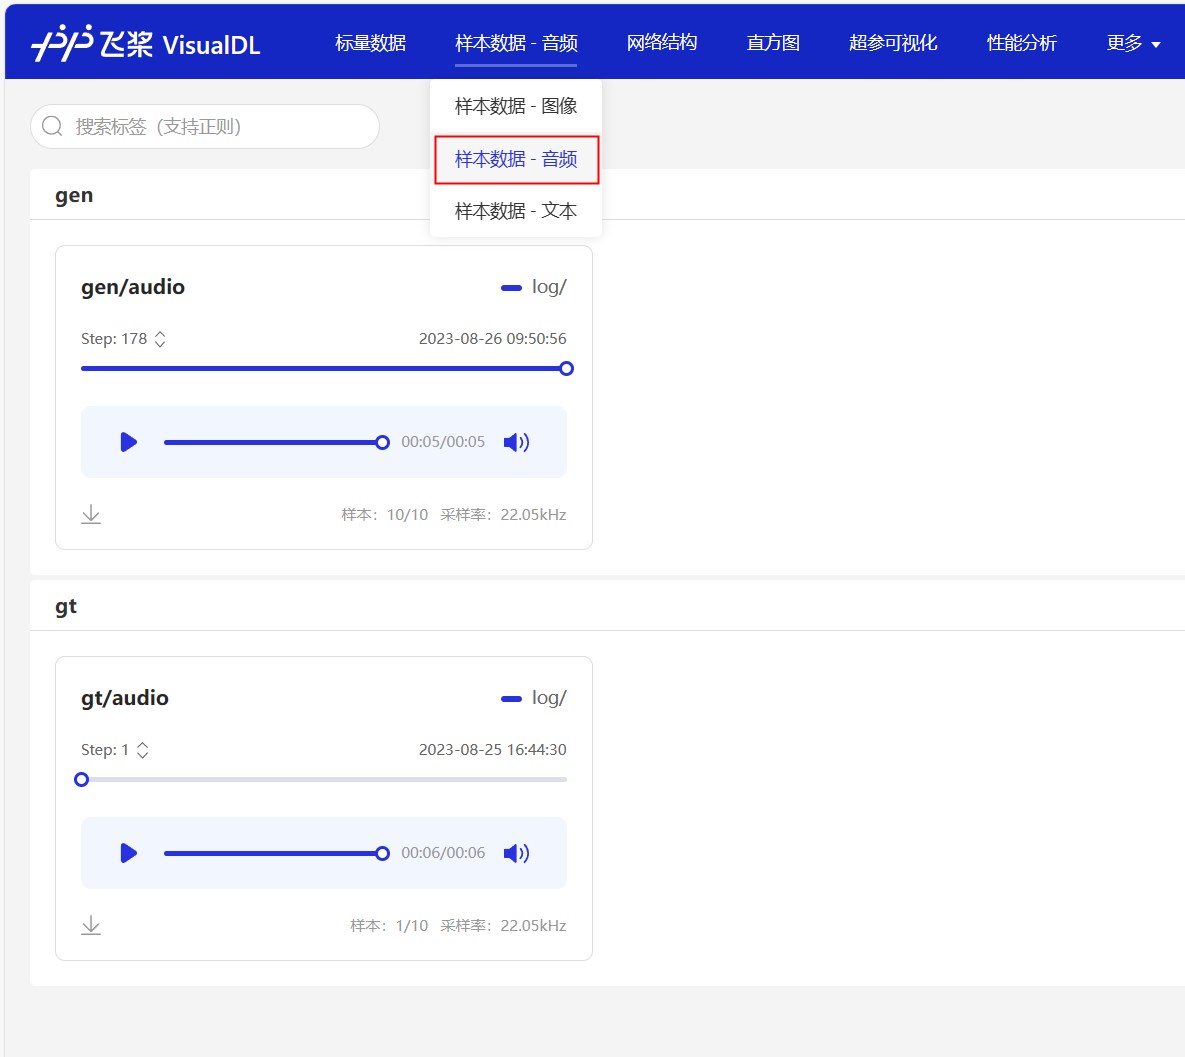 飞桨 VisualDL 标量数据 样本数据 - 音频 网络结构 直方图 超参可视化 性能分析 更多
样本数据 - 图像
搜索标签（支持正则）
样本数据 - 音频
样本数据 - 文本
gen
gen/audio log/
Step: 178 2023-08-26 09:50:56
00:05/00:05
样本：10/10 采样率：22.05kHz
gt
gt/audio log/
Step: 1 2023-08-25 16:44:30
00:06/00:06
样本：1/10 采样率：22.05kHz